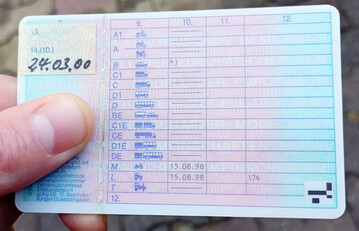 13.
14.(10.)
24.03.00
9. 10. 11. 12.
A1
A
B *)
C1
C
D1
D
BE
C1E
CE
D1E
DE
M 15.08.98
L 15.08.98 174
T
12.